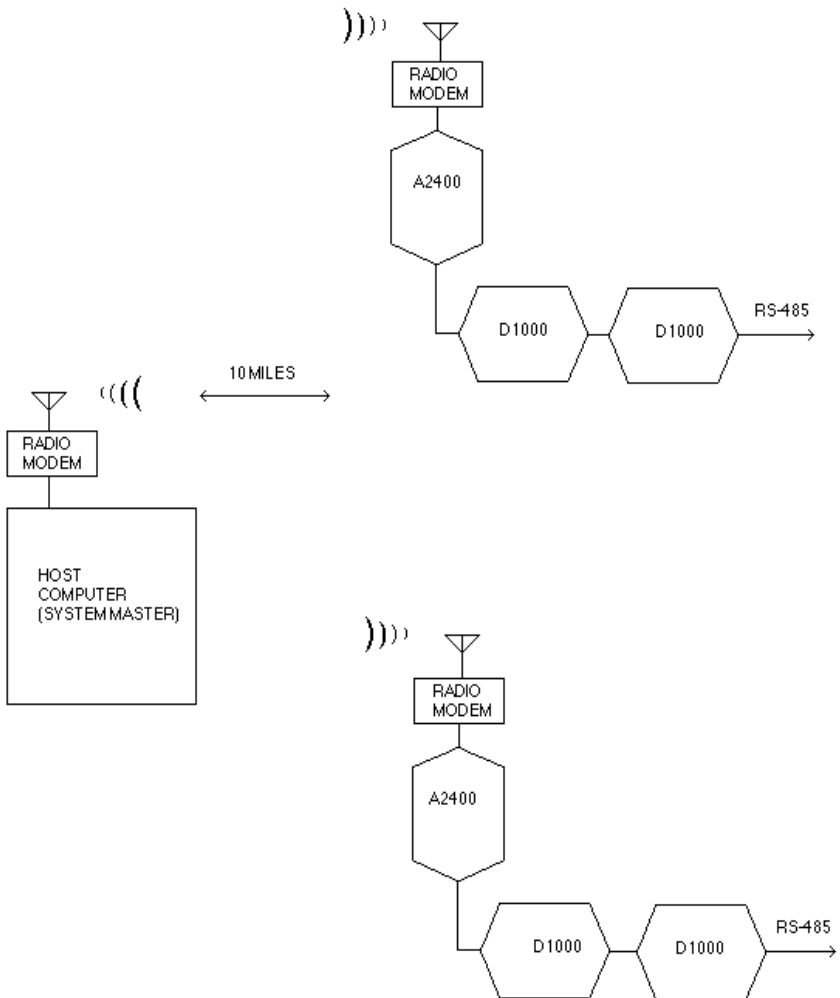 RADIO
MODEM
A2400
D1000
D1000
RS-485
10 MILES
RADIO
MODEM
HOST
COMPUTER
(SYSTEM MASTER)
RADIO
MODEM
A2400
D1000
D1000
RS-485